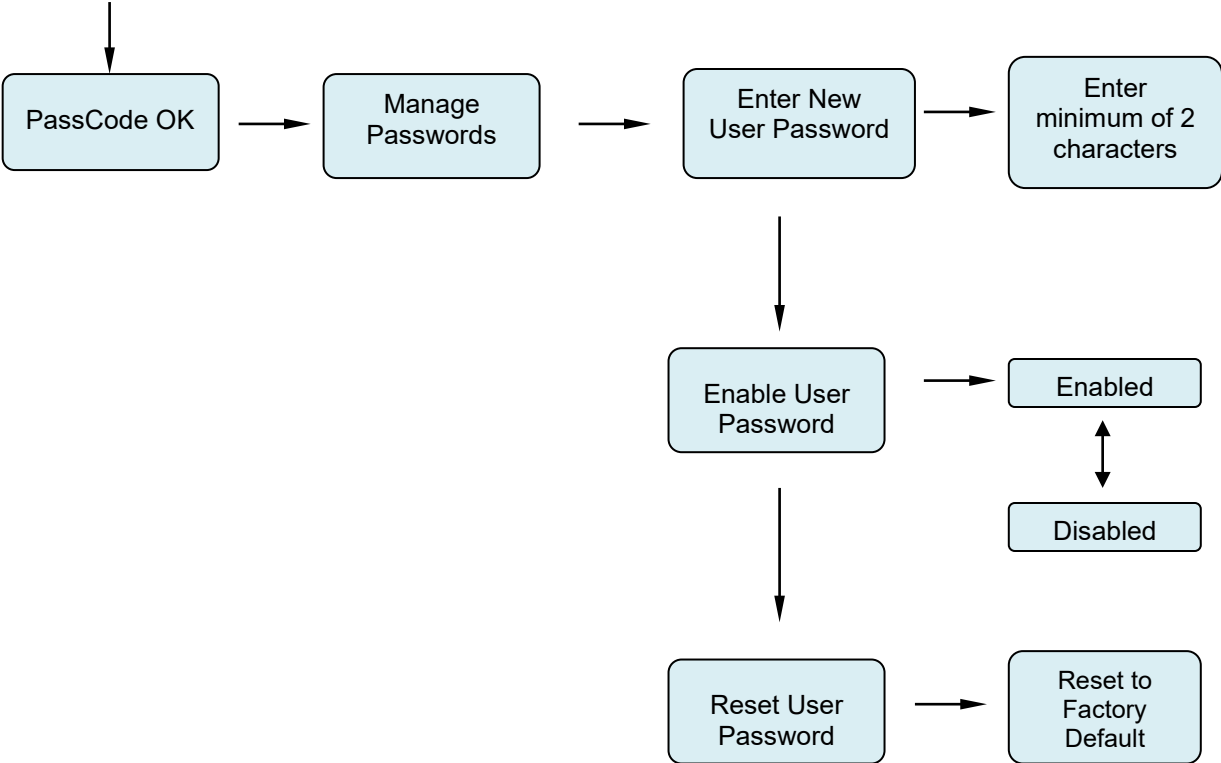 PassCode OK
Manage
Passwords
Enter New
User Password
Enter
minimum of 2
characters
Enable User
Password
Enabled
Disabled
Reset User
Password
Reset to
Factory
Default